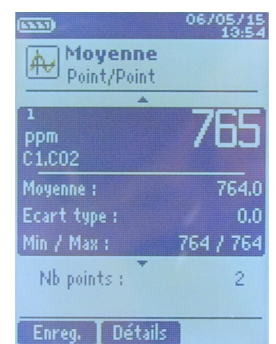 06/05/15
13:54
Moyenne
Point/Point
1
765
ppm
C1.CO2
Moyenne : 764.0
Ecart type : 0.0
Min / Max : 764 / 764
Nb points : 2
Enreg. Détails